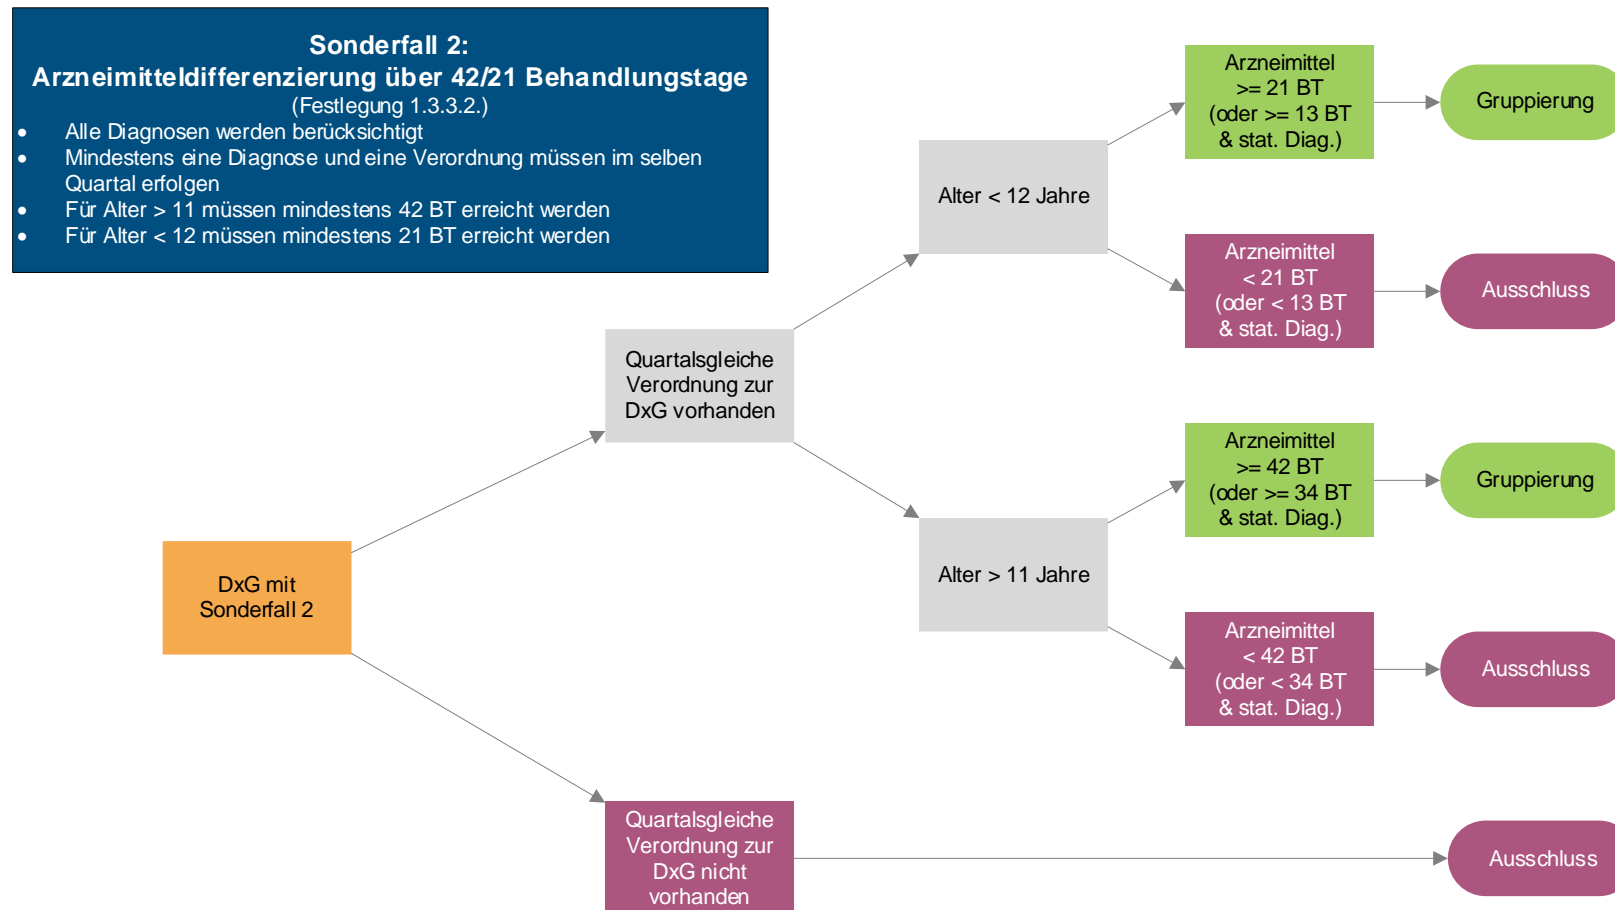 Sonderfall 2:
Arzneimitteldifferenzierung über 42/21 Behandlungstage
(Festlegung 1.3.3.2.)
• Alle Diagnosen werden berücksichtigt
• Mindestens eine Diagnose und eine Verordnung müssen im selben
Quartal erfolgen
• Für Alter > 11 müssen mindestens 42 BT erreicht werden
• Für Alter < 12 müssen mindestens 21 BT erreicht werden
Arzneimittel
>= 21 BT
(oder >= 13 BT
& stat. Diag.)
Gruppierung
Alter < 12 Jahre
Arzneimittel
< 21 BT
(oder < 13 BT
& stat. Diag.)
Ausschluss
Quartalsgleiche
Verordnung zur
DxG vorhanden
Arzneimittel
>= 42 BT
(oder >= 34 BT
& stat. Diag.)
Gruppierung
Alter > 11 Jahre
DxG mit
Sonderfall 2
Arzneimittel
< 42 BT
(oder < 34 BT
& stat. Diag.)
Ausschluss
Quartalsgleiche
Verordnung zur
DxG nicht
vorhanden
Ausschluss